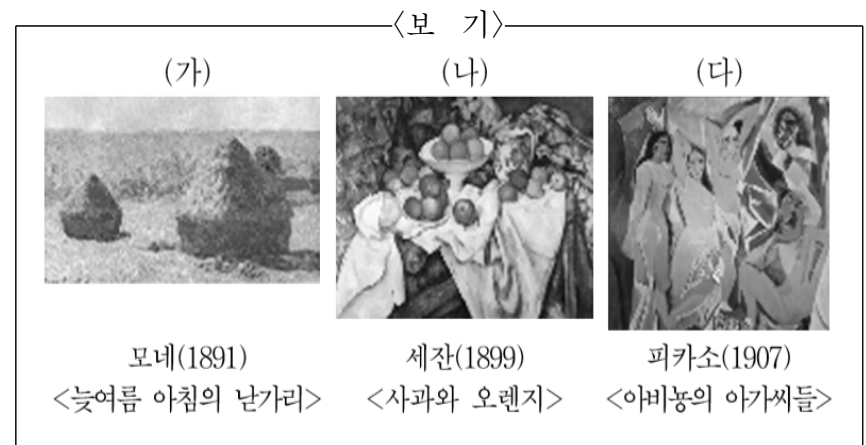 〈보 기〉
(가) (나) (다)
모네(1891) 세잔(1899) 피카소(1907)
<늦여름 아침의 낟가리> <사과와 오렌지> <아비뇽의 아가씨들>